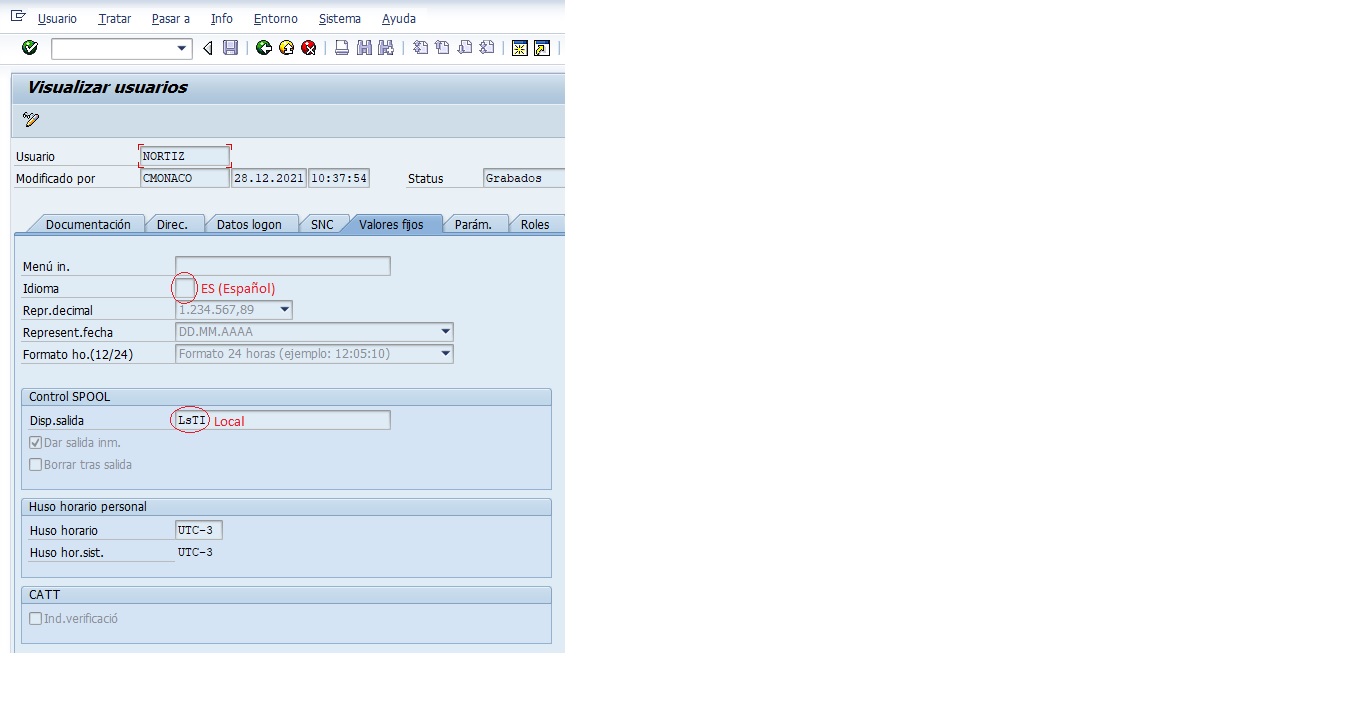 Usuario Tratar Pasar a Info Entorno Sistema Ayuda
Visualizar usuarios
Usuario NORTIZ
Modificado por CMONACO 28.12.2021 10:37:54 Status Grabados
Documentación Direc. Datos logon SNC Valores fijos Parám. Roles
Menú in.
Idioma ES (Español)
Repr.decimal 1.234.567,89
Represent.fecha DD.MM.AAAA
Formato ho.(12/24) Formato 24 horas (ejemplo: 12:05:10)
Control SPOOL
Disp.salida LsTI Local
Dar salida inm.
Borrar tras salida
Huso horario personal
Huso horario UTC-3
Huso hor.sist. UTC-3
CATT
Ind.verificació